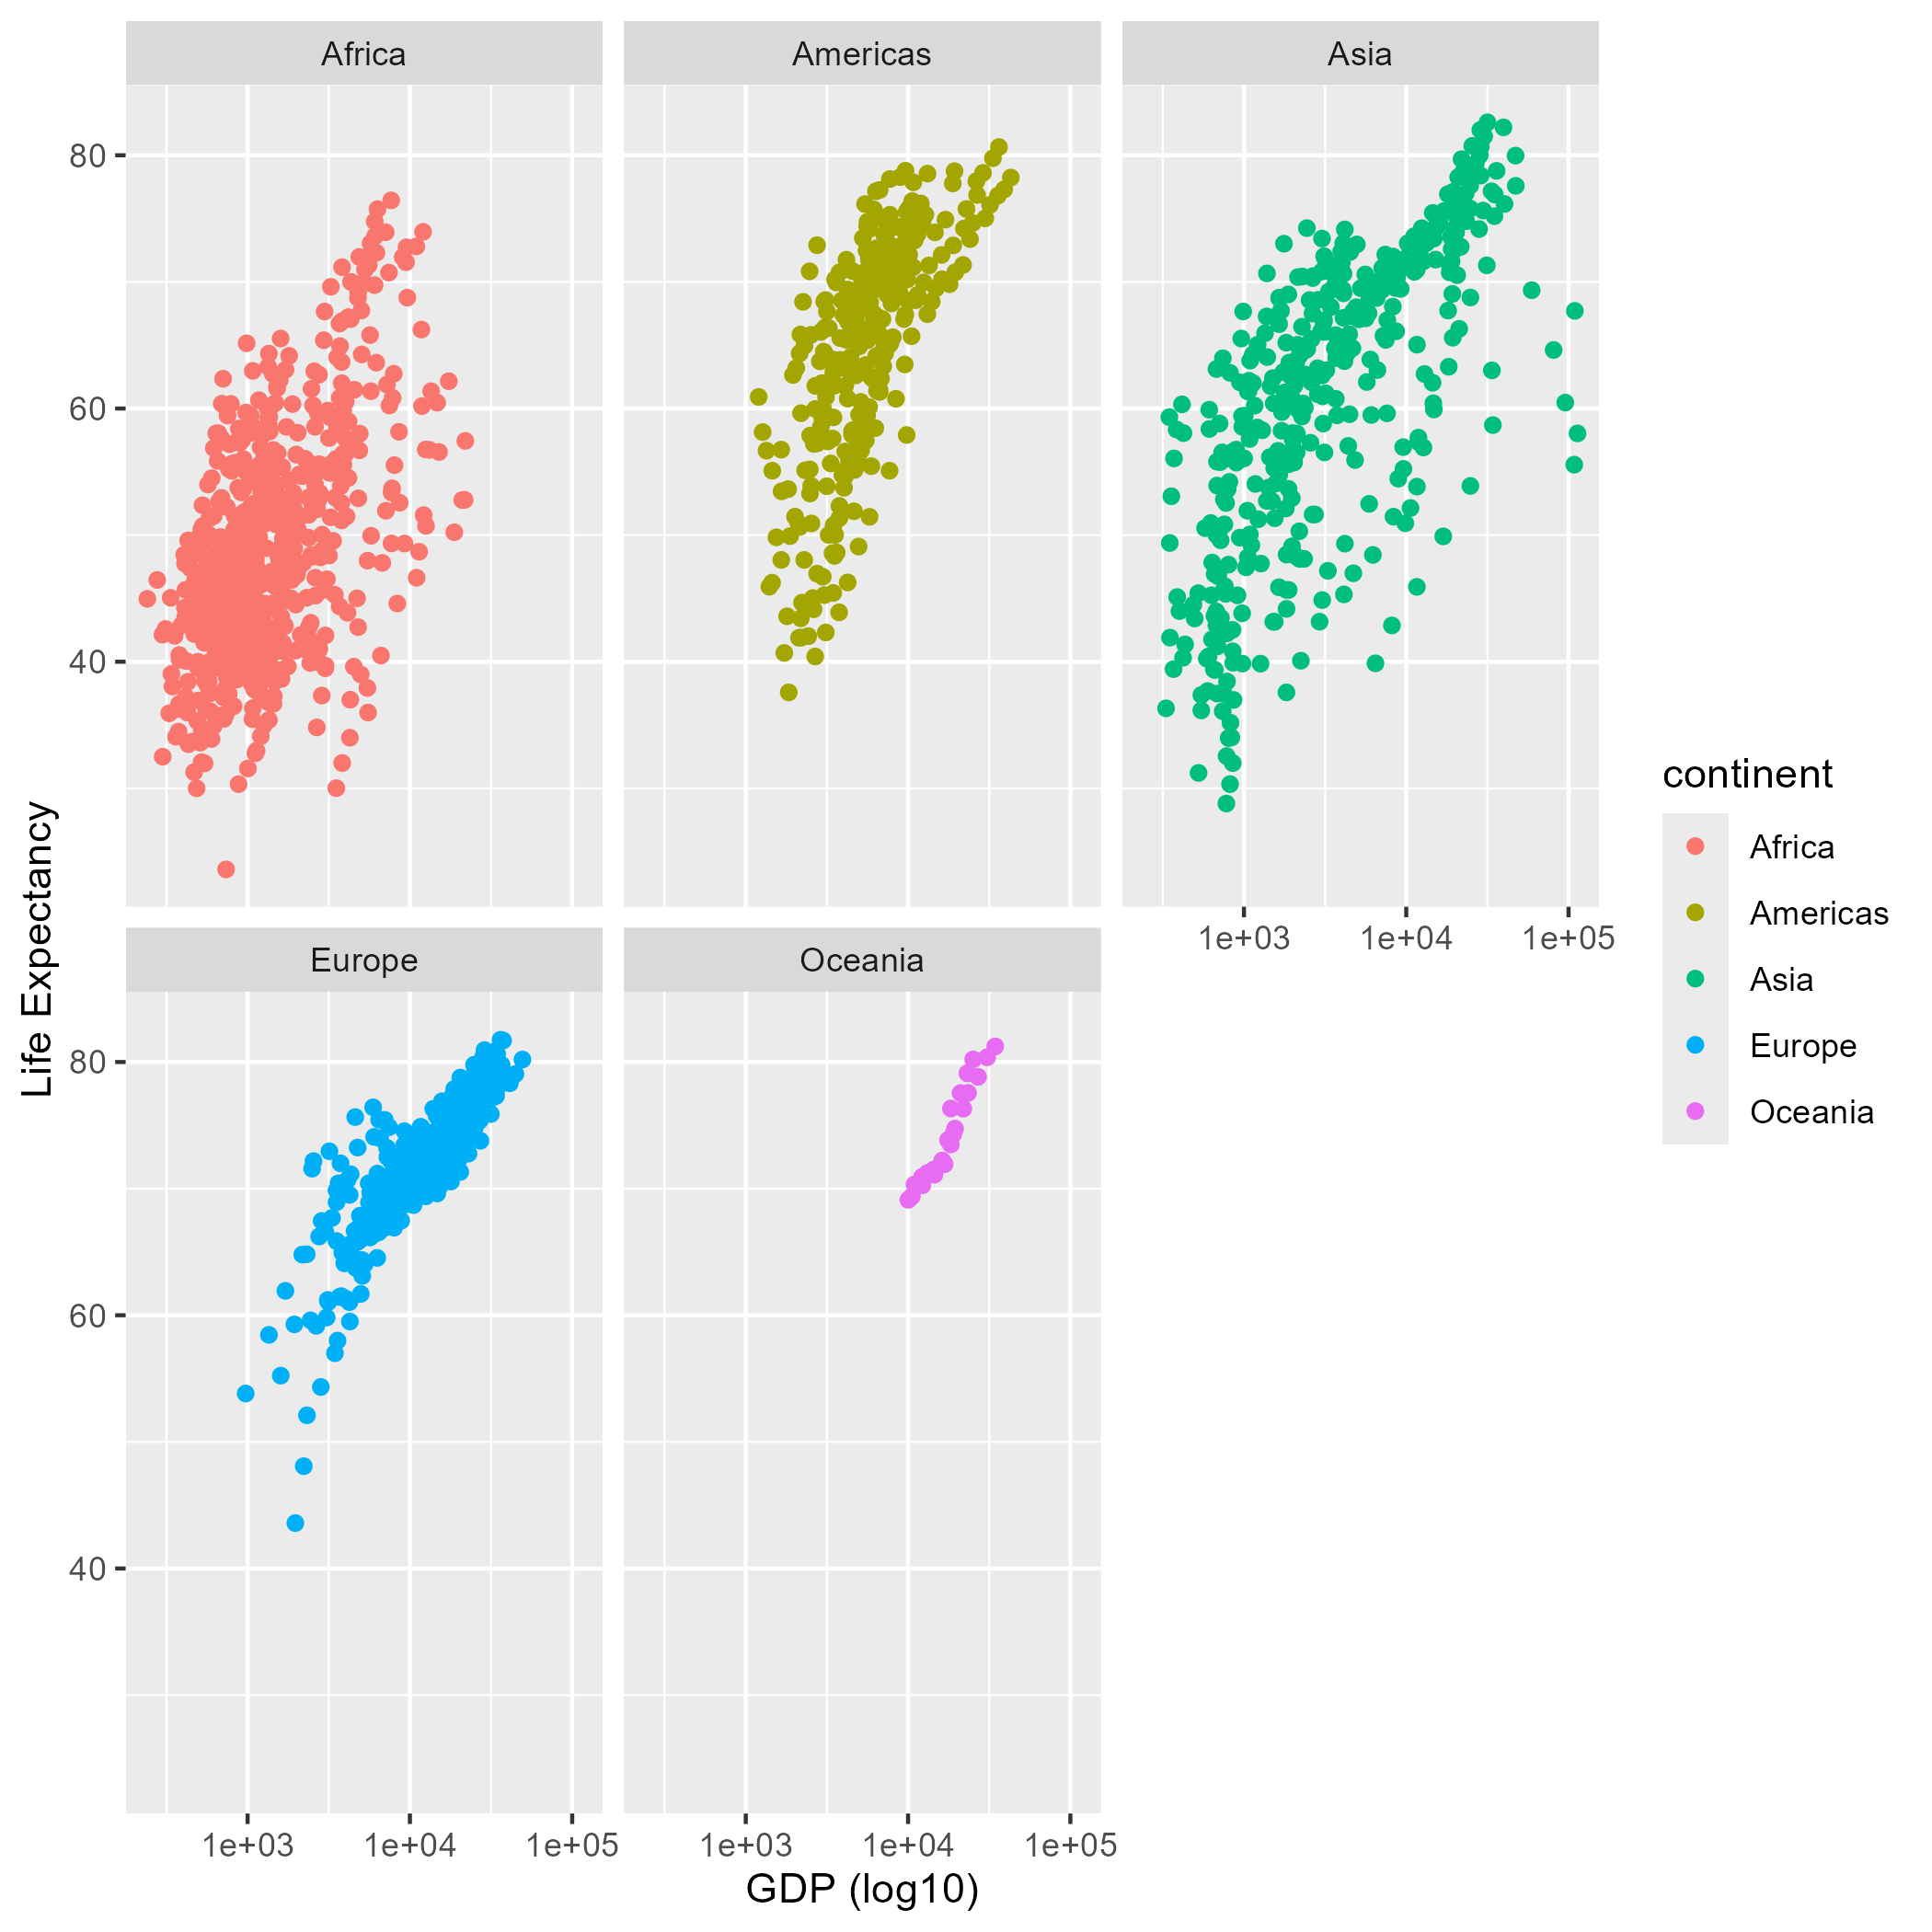 Africa
Americas
Asia
80
60
40
1e+03 1e+04 1e+05
Europe
Oceania
80
60
40
1e+03 1e+04 1e+05
1e+03 1e+04 1e+05
GDP (log10)
Life Expectancy
continent
Africa
Americas
Asia
Europe
Oceania